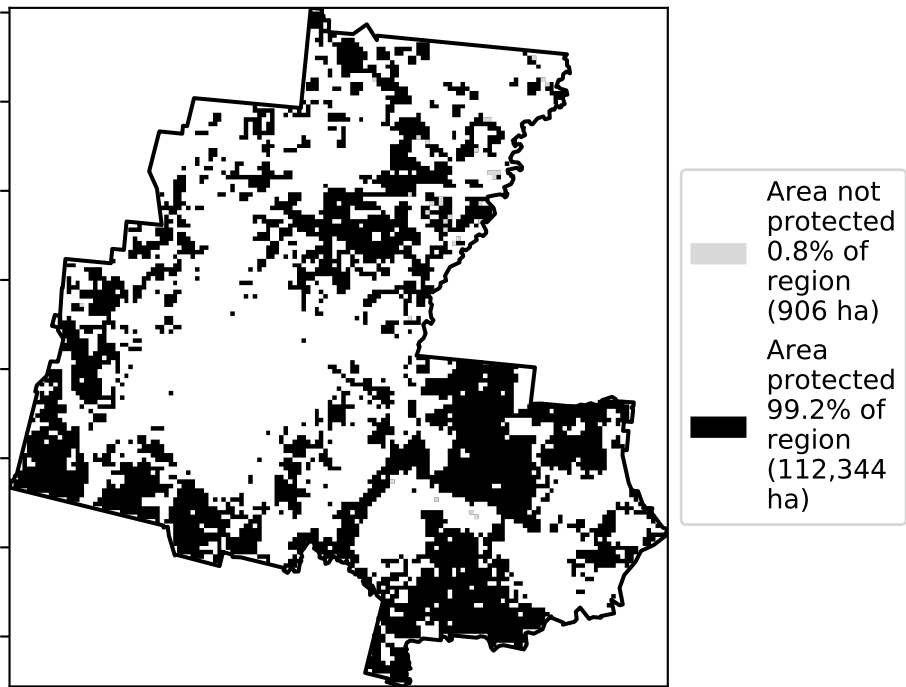 Area not
protected
0.8% of
region
(906 ha)
Area
protected
99.2% of
region
(112,344
ha)